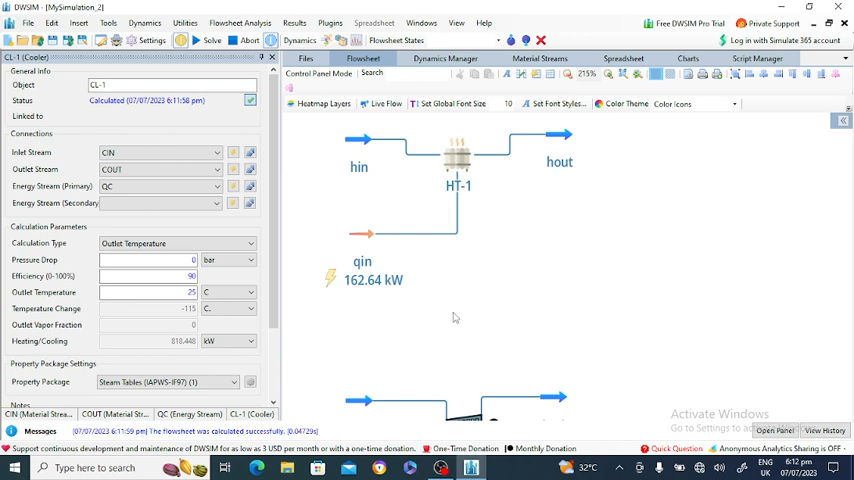 DWSIM - [MySimulation_2]
File Edit Tools Dynamics Utilities Flowsheet Analysis Results Plugins Spreadsheet Windows View Help
Free DWSIM Pro Trial Private Support
Settings Solve Abort Dynamics Flowsheet States
Log in with Simulate 365 account
CL-1 (Cooler)
Files Flowsheet Dynamics Manager Material Streams Spreadsheet Charts Script Manager
General Info
Control Panel Mode Search 215%
Object CL-1
Status Calculated (07/07/2023 6:11:58 pm)
Heatmap Layers Live Flow Set Global Font Size 10 Set Font Styles... Color Theme Color Icons
Linked to
Connections
Inlet Stream CIN
Outlet Stream COUT
Energy Stream (Primary) QC
Energy Stream (Secondary
Calculation Parameters
Calculation Type Outlet Temperature
Pressure Drop 0 bar
Efficiency (0-100%) 90
Outlet Temperature 25 C
Temperature Change -115 C.
Outlet Vapor Fraction 0
Heating/Cooling 818.448 kW
Property Package Settings
Property Package Steam Tables (IAPWS-IF97) (1)
Notes
CIN (Material Strea... COUT (Material Str... QC (Energy Stream) CL-1 (Cooler)
hin
hout
HT-1
qin
162.64 kW
Activate Windows
Go to Settings to activ
Open Panel View History
Messages [07/07/2023 6:11:59 pm] The flowsheet was calculated successfully. [0.04729s]
Support continuous development and maintenance of DWSIM for as low as 3 USD per month or with a one-time donation. One-Time Donation Monthly Donation Quick Question Anonymous Analytics Sharing is OFF
Type here to search
32°C
ENG
UK
6:12 pm
07/07/2023